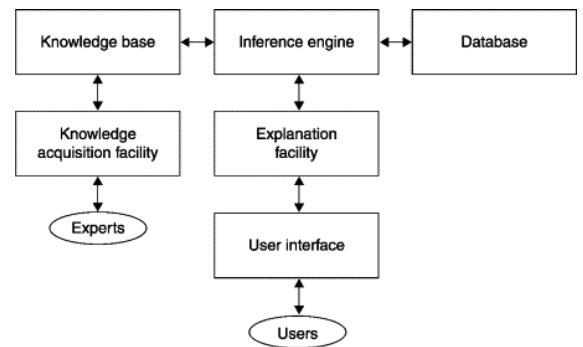 Knowledge base
Inference engine
Database
Knowledge
acquisition facility
Explanation
facility
Experts
User interface
Users